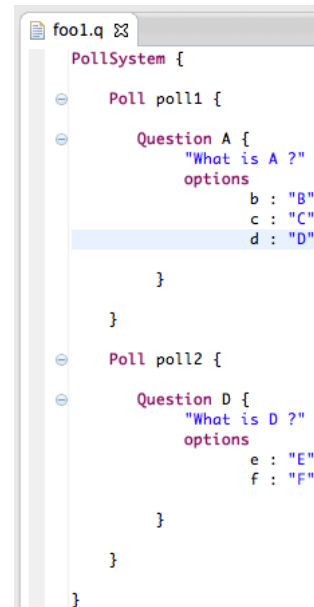 foo1.q
PollSystem {
Poll poll1 {
Question A {
"What is A ?"
options
b : "B"
c : "C"
d : "D"
}
}
Poll poll2 {
Question D {
"What is D ?"
options
e : "E"
f : "F"
}
}
}